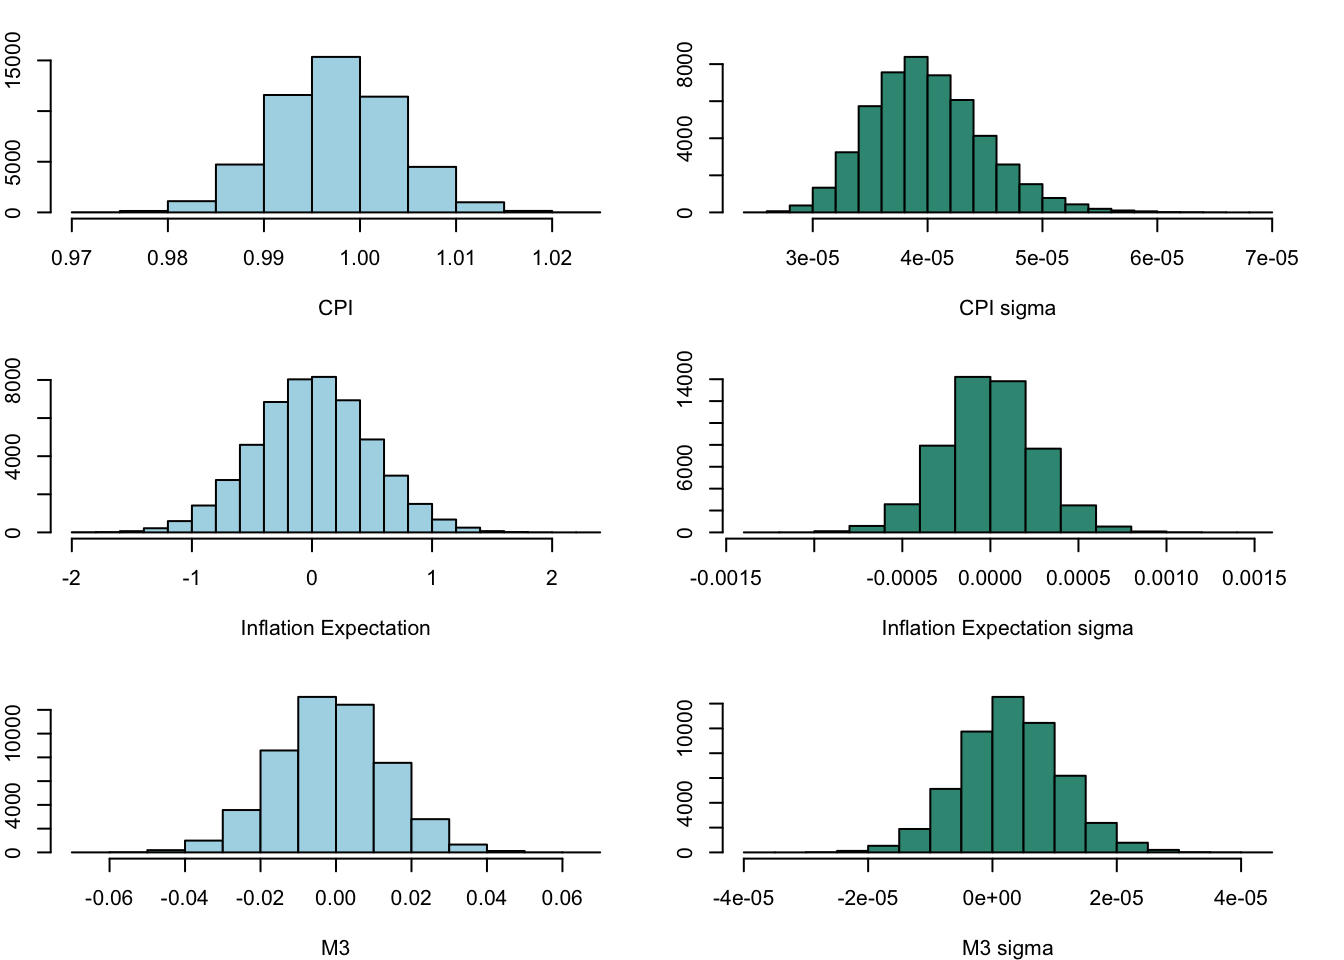 15000
5000
0
0.97 0.98 0.99 1.00 1.01 1.02
CPI
8000
4000
0
3e-05 4e-05 5e-05 6e-05 7e-05
CPI sigma
8000
4000
0
-2 -1 0 1 2
Inflation Expectation
14000
6000
0
-0.0015 -0.0005 0.0000 0.0005 0.0010 0.0015
Inflation Expectation sigma
10000
4000
0
-0.06 -0.04 -0.02 0.00 0.02 0.04 0.06
M3
10000
4000
0
-4e-05 -2e-05 0e+00 2e-05 4e-05
M3 sigma